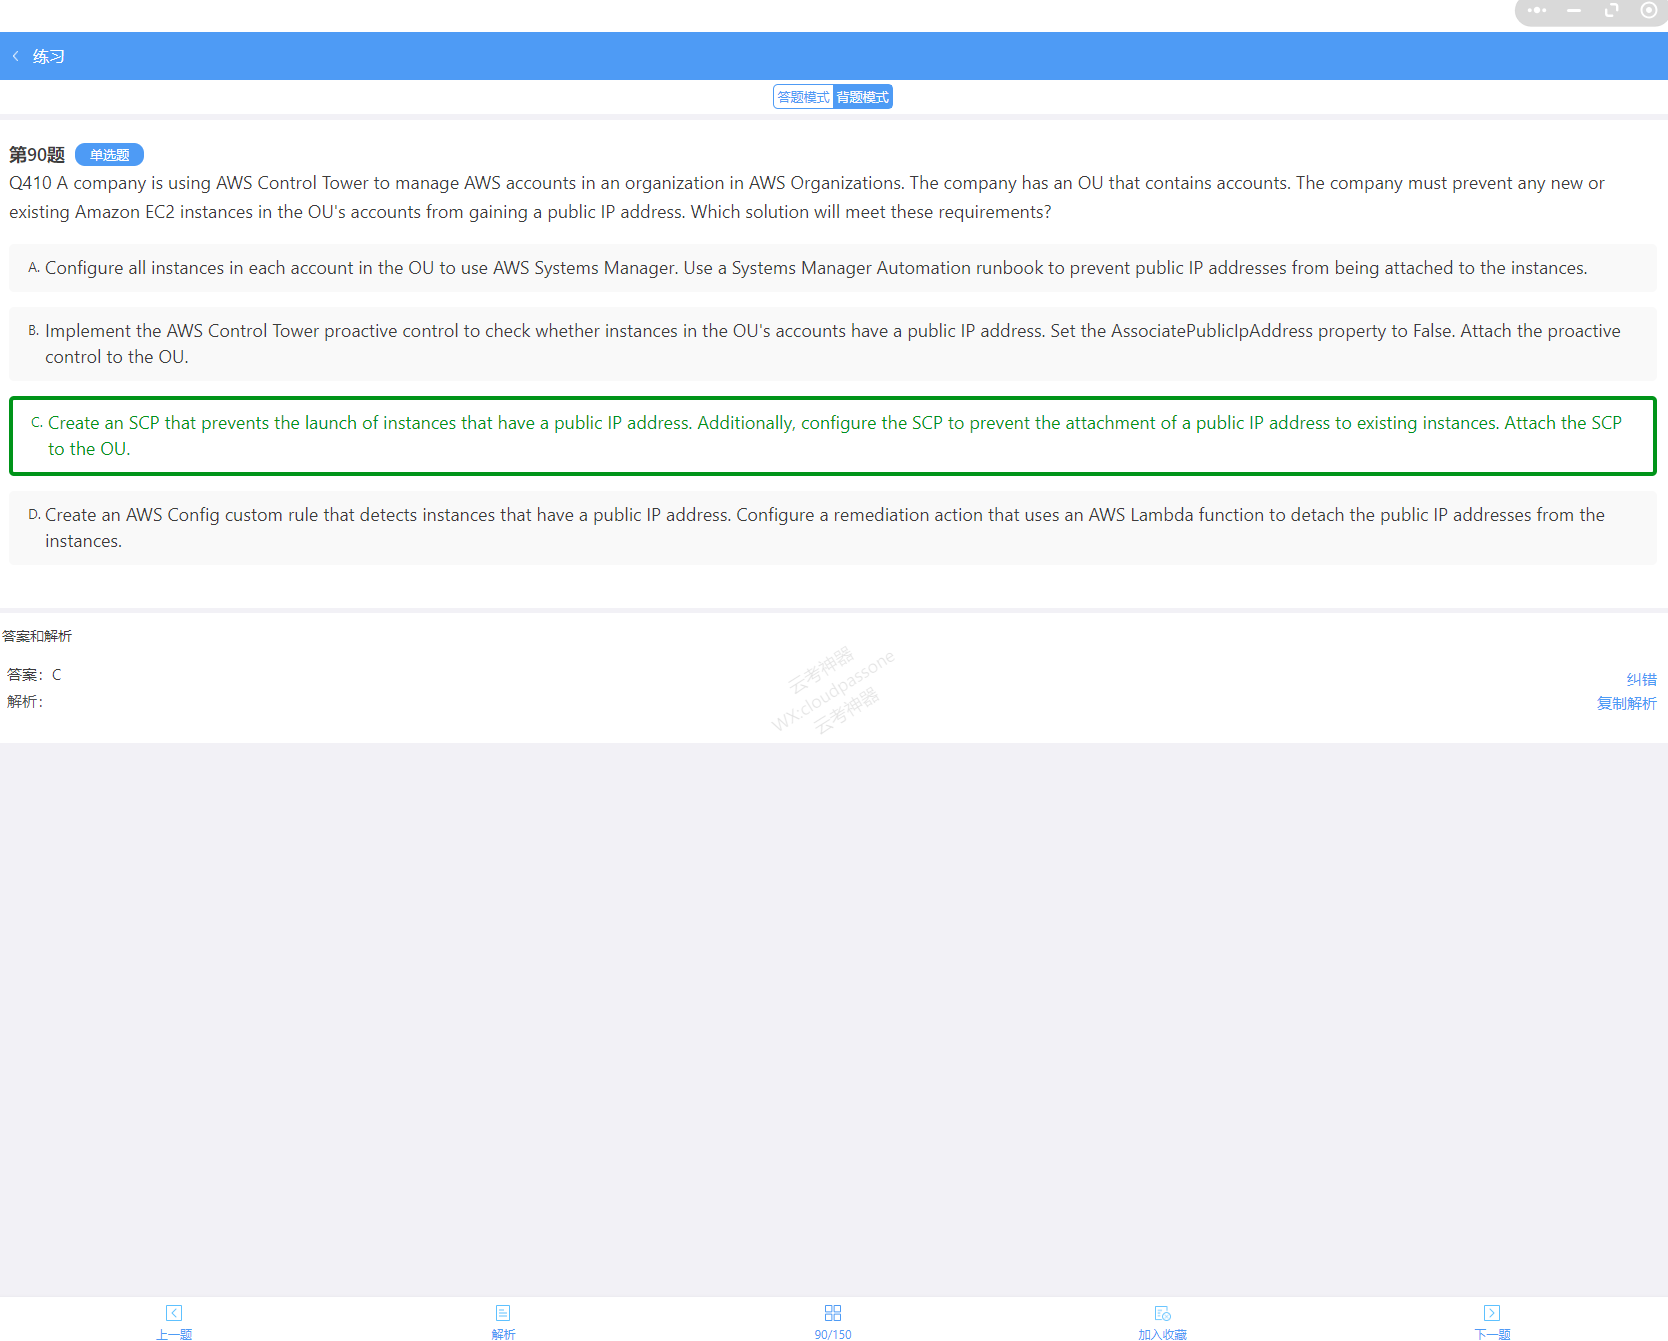 练习
答题模式 背题模式
第90题 单选题
Q410 A company is using AWS Control Tower to manage AWS accounts in an organization in AWS Organizations. The company has an OU that contains accounts. The company must prevent any new or
existing Amazon EC2 instances in the OU's accounts from gaining a public IP address. Which solution will meet these requirements?
A. Configure all instances in each account in the OU to use AWS Systems Manager. Use a Systems Manager Automation runbook to prevent public IP addresses from being attached to the instances.
B. Implement the AWS Control Tower proactive control to check whether instances in the OU's accounts have a public IP address. Set the AssociatePublicIpAddress property to False. Attach the proactive
control to the OU.
C. Create an SCP that prevents the launch of instances that have a public IP address. Additionally, configure the SCP to prevent the attachment of a public IP address to existing instances. Attach the SCP
to the OU.
D. Create an AWS Config custom rule that detects instances that have a public IP address. Configure a remediation action that uses an AWS Lambda function to detach the public IP addresses from the
instances.
答案和解析
答案：C
解析：
云考神器
WX:cloudpassone
云考神器
纠错
复制解析
上一题 解析 90/150 加入收藏 下一题